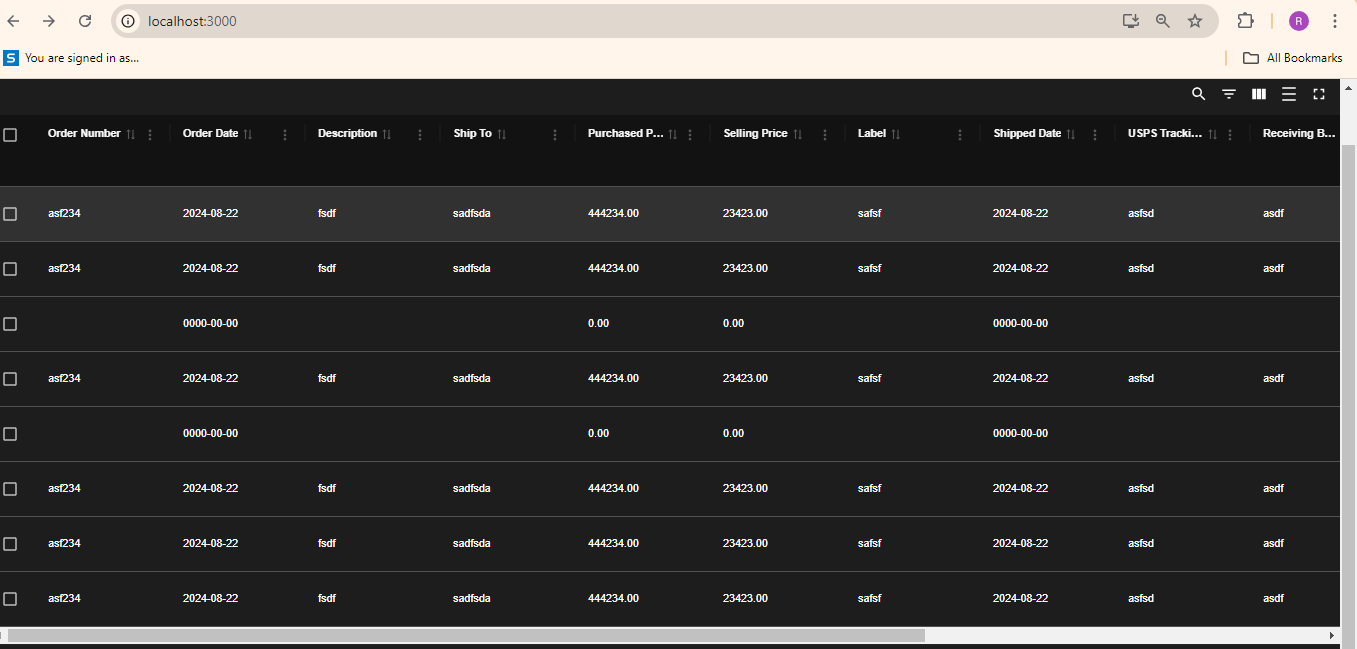 localhost:3000
R
S You are signed in as...
All Bookmarks
Order Number Order Date Description Ship To Purchased P... Selling Price Label Shipped Date USPS Tracki... Receiving B...
asf234 2024-08-22 fsdf sadfsda 444234.00 23423.00 safsf 2024-08-22 asfsd asdf
asf234 2024-08-22 fsdf sadfsda 444234.00 23423.00 safsf 2024-08-22 asfsd asdf
0000-00-00 0.00 0.00 0000-00-00
asf234 2024-08-22 fsdf sadfsda 444234.00 23423.00 safsf 2024-08-22 asfsd asdf
0000-00-00 0.00 0.00 0000-00-00
asf234 2024-08-22 fsdf sadfsda 444234.00 23423.00 safsf 2024-08-22 asfsd asdf
asf234 2024-08-22 fsdf sadfsda 444234.00 23423.00 safsf 2024-08-22 asfsd asdf
asf234 2024-08-22 fsdf sadfsda 444234.00 23423.00 safsf 2024-08-22 asfsd asdf